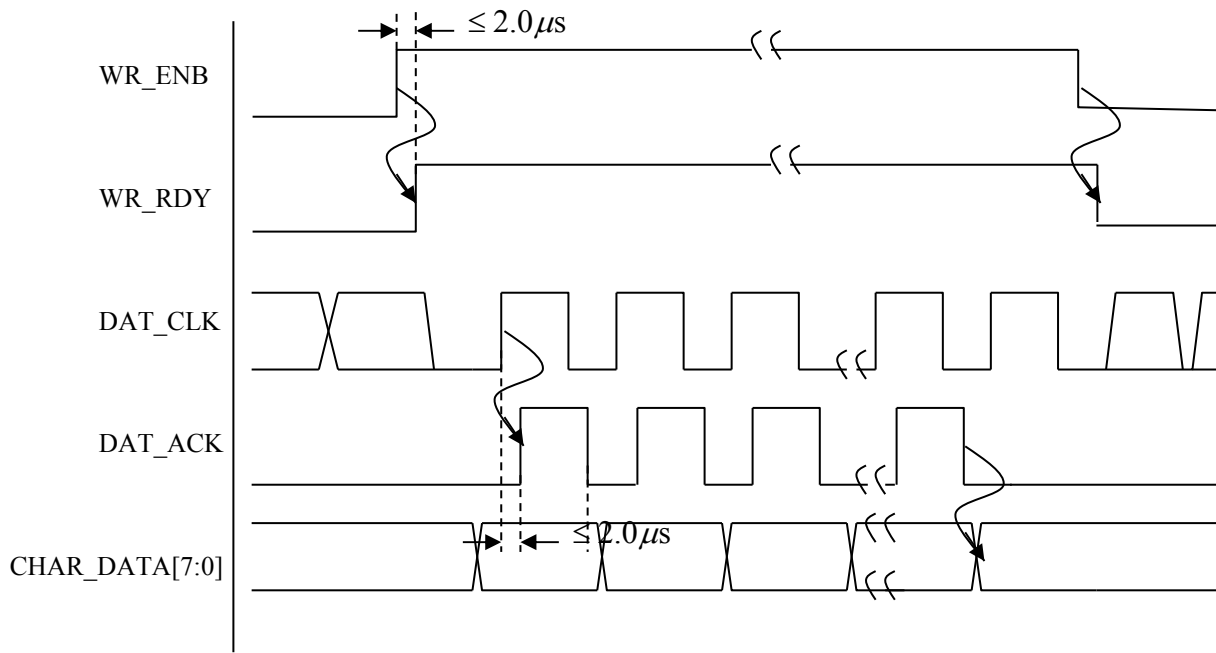 ≤ 2.0μs
WR_ENB
WR_RDY
DAT_CLK
DAT_ACK
≤ 2.0μs
CHAR_DATA[7:0]